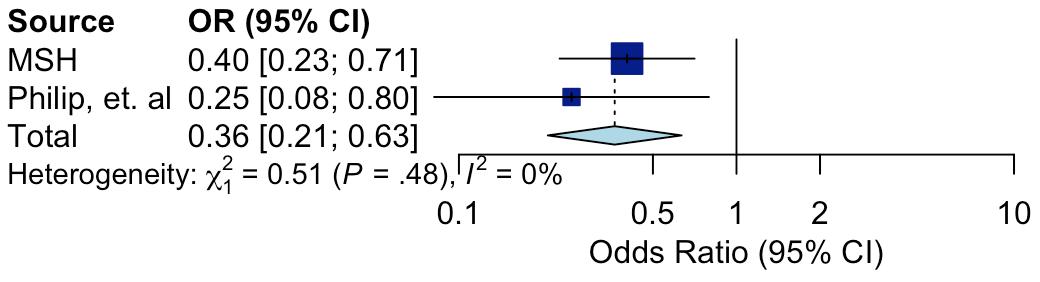 Source OR (95% CI)
MSH 0.40 [0.23; 0.71]
Philip, et. al 0.25 [0.08; 0.80]
Total 0.36 [0.21; 0.63]
Heterogeneity: χ²₁ = 0.51 (P = .48), I² = 0%
0.1 0.5 1 2 10
Odds Ratio (95% CI)